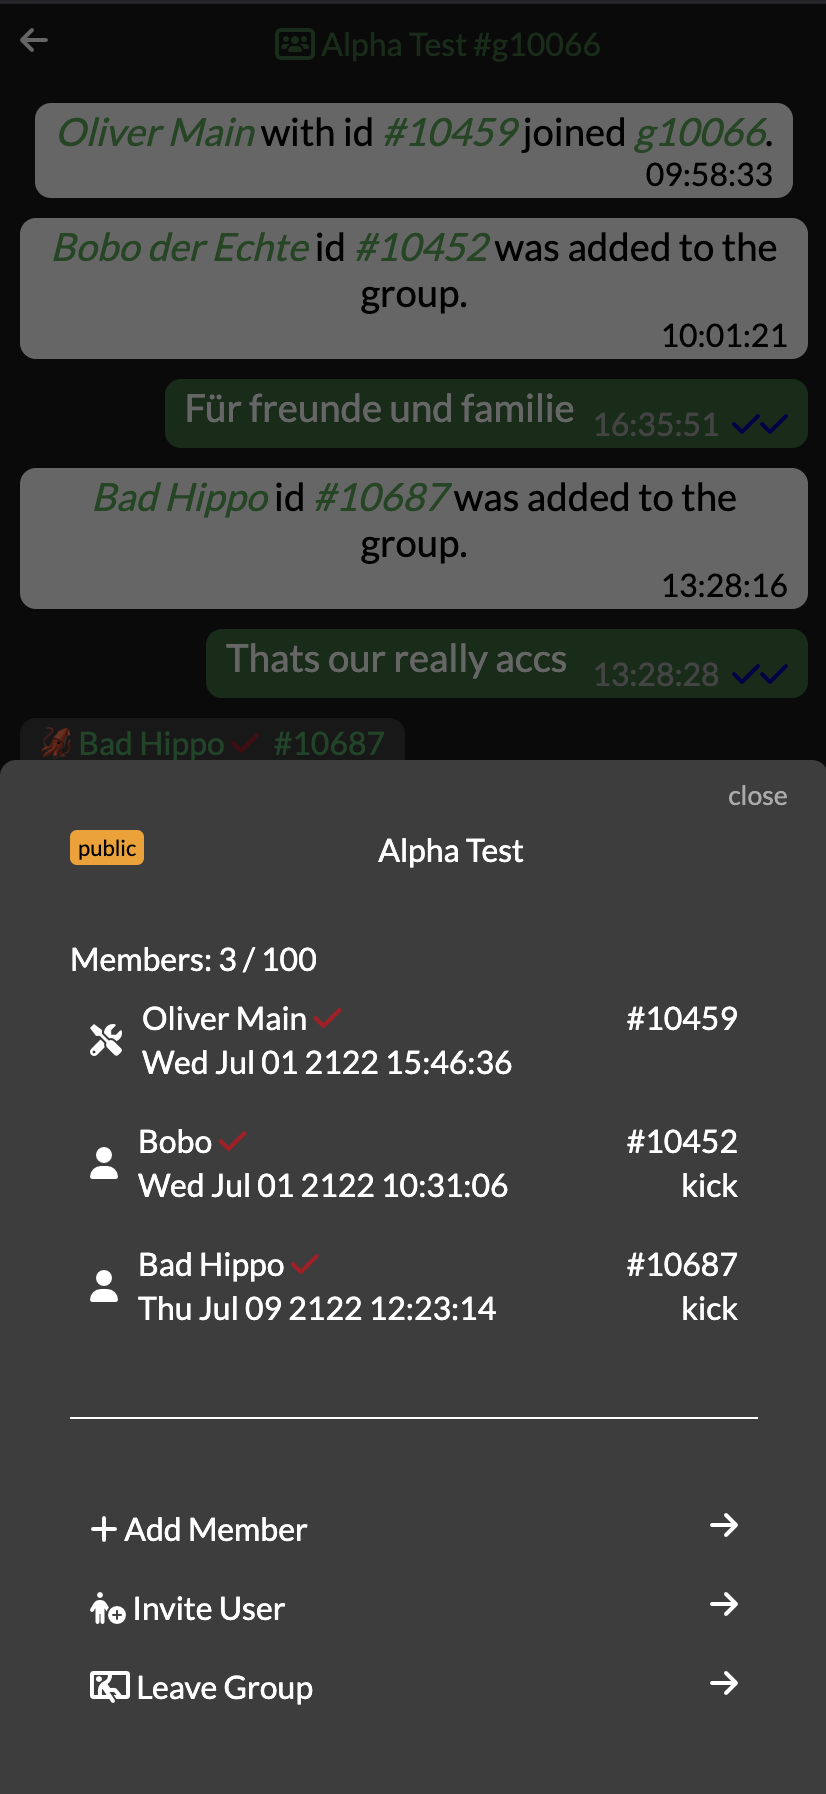 Alpha Test #g10066
Oliver Main with id #10459 joined g10066.
09:58:33
Bobo der Echte id #10452 was added to the
group.
10:01:21
Für freunde und familie 16:35:51
Bad Hippo id #10687 was added to the
group.
13:28:16
Thats our really accs 13:28:28
Bad Hippo #10687
close
public
Alpha Test
Members: 3 / 100
Oliver Main #10459
Wed Jul 01 2122 15:46:36
Bobo #10452
Wed Jul 01 2122 10:31:06 kick
Bad Hippo #10687
Thu Jul 09 2122 12:23:14 kick
Add Member
Invite User
Leave Group